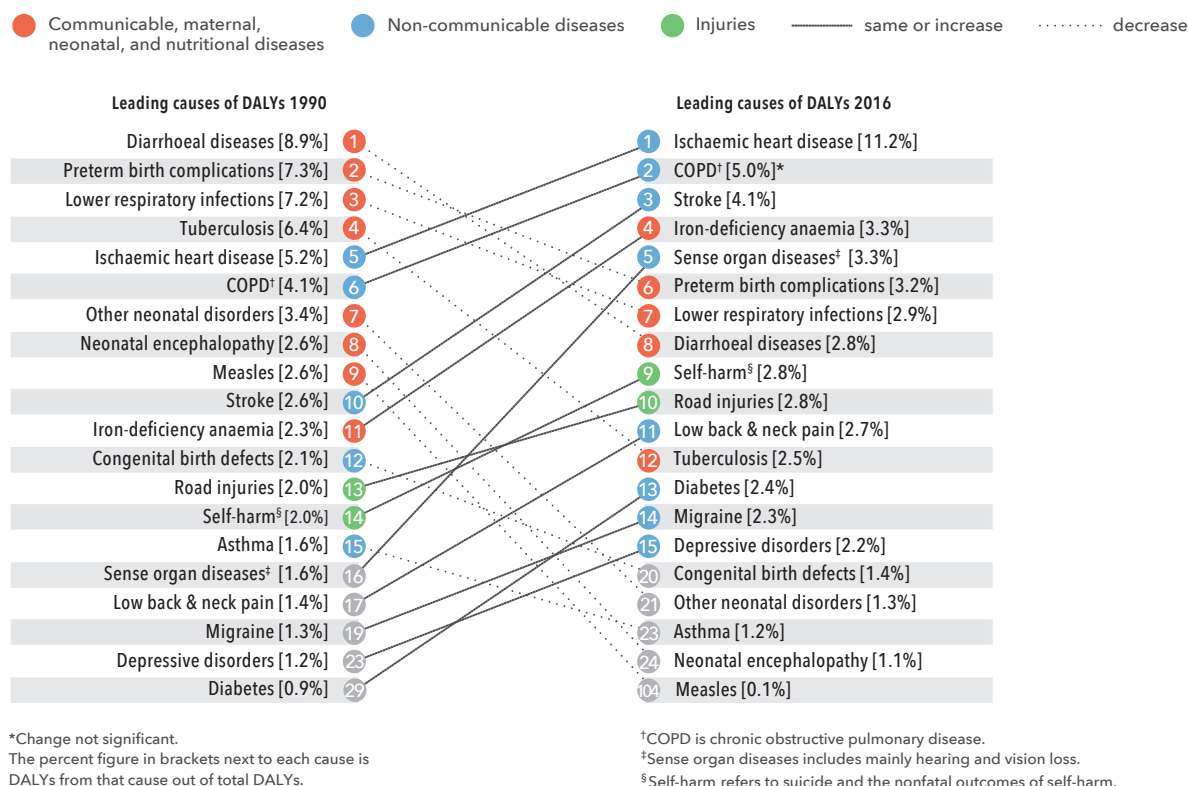 Communicable, maternal,
neonatal, and nutritional diseases
Non-communicable diseases
Injuries
same or increase
decrease
Leading causes of DALYs 1990
Diarrhoeal diseases [8.9%] 1
Preterm birth complications [7.3%] 2
Lower respiratory infections [7.2%] 3
Tuberculosis [6.4%] 4
Ischaemic heart disease [5.2%] 5
COPD† [4.1%] 6
Other neonatal disorders [3.4%] 7
Neonatal encephalopathy [2.6%] 8
Measles [2.6%] 9
Stroke [2.6%] 10
Iron-deficiency anaemia [2.3%] 11
Congenital birth defects [2.1%] 12
Road injuries [2.0%] 13
Self-harm§ [2.0%] 14
Asthma [1.6%] 15
Sense organ diseases‡ [1.6%] 16
Low back & neck pain [1.4%] 17
Migraine [1.3%] 19
Depressive disorders [1.2%] 23
Diabetes [0.9%] 29
Leading causes of DALYs 2016
1 Ischaemic heart disease [11.2%]
2 COPD† [5.0%]*
3 Stroke [4.1%]
4 Iron-deficiency anaemia [3.3%]
5 Sense organ diseases‡ [3.3%]
6 Preterm birth complications [3.2%]
7 Lower respiratory infections [2.9%]
8 Diarrhoeal diseases [2.8%]
9 Self-harm§ [2.8%]
10 Road injuries [2.8%]
11 Low back & neck pain [2.7%]
12 Tuberculosis [2.5%]
13 Diabetes [2.4%]
14 Migraine [2.3%]
15 Depressive disorders [2.2%]
20 Congenital birth defects [1.4%]
21 Other neonatal disorders [1.3%]
23 Asthma [1.2%]
24 Neonatal encephalopathy [1.1%]
104 Measles [0.1%]
*Change not significant.
The percent figure in brackets next to each cause is
DALYs from that cause out of total DALYs.
†COPD is chronic obstructive pulmonary disease.
‡Sense organ diseases includes mainly hearing and vision loss.
§Self-harm refers to suicide and the nonfatal outcomes of self-harm.